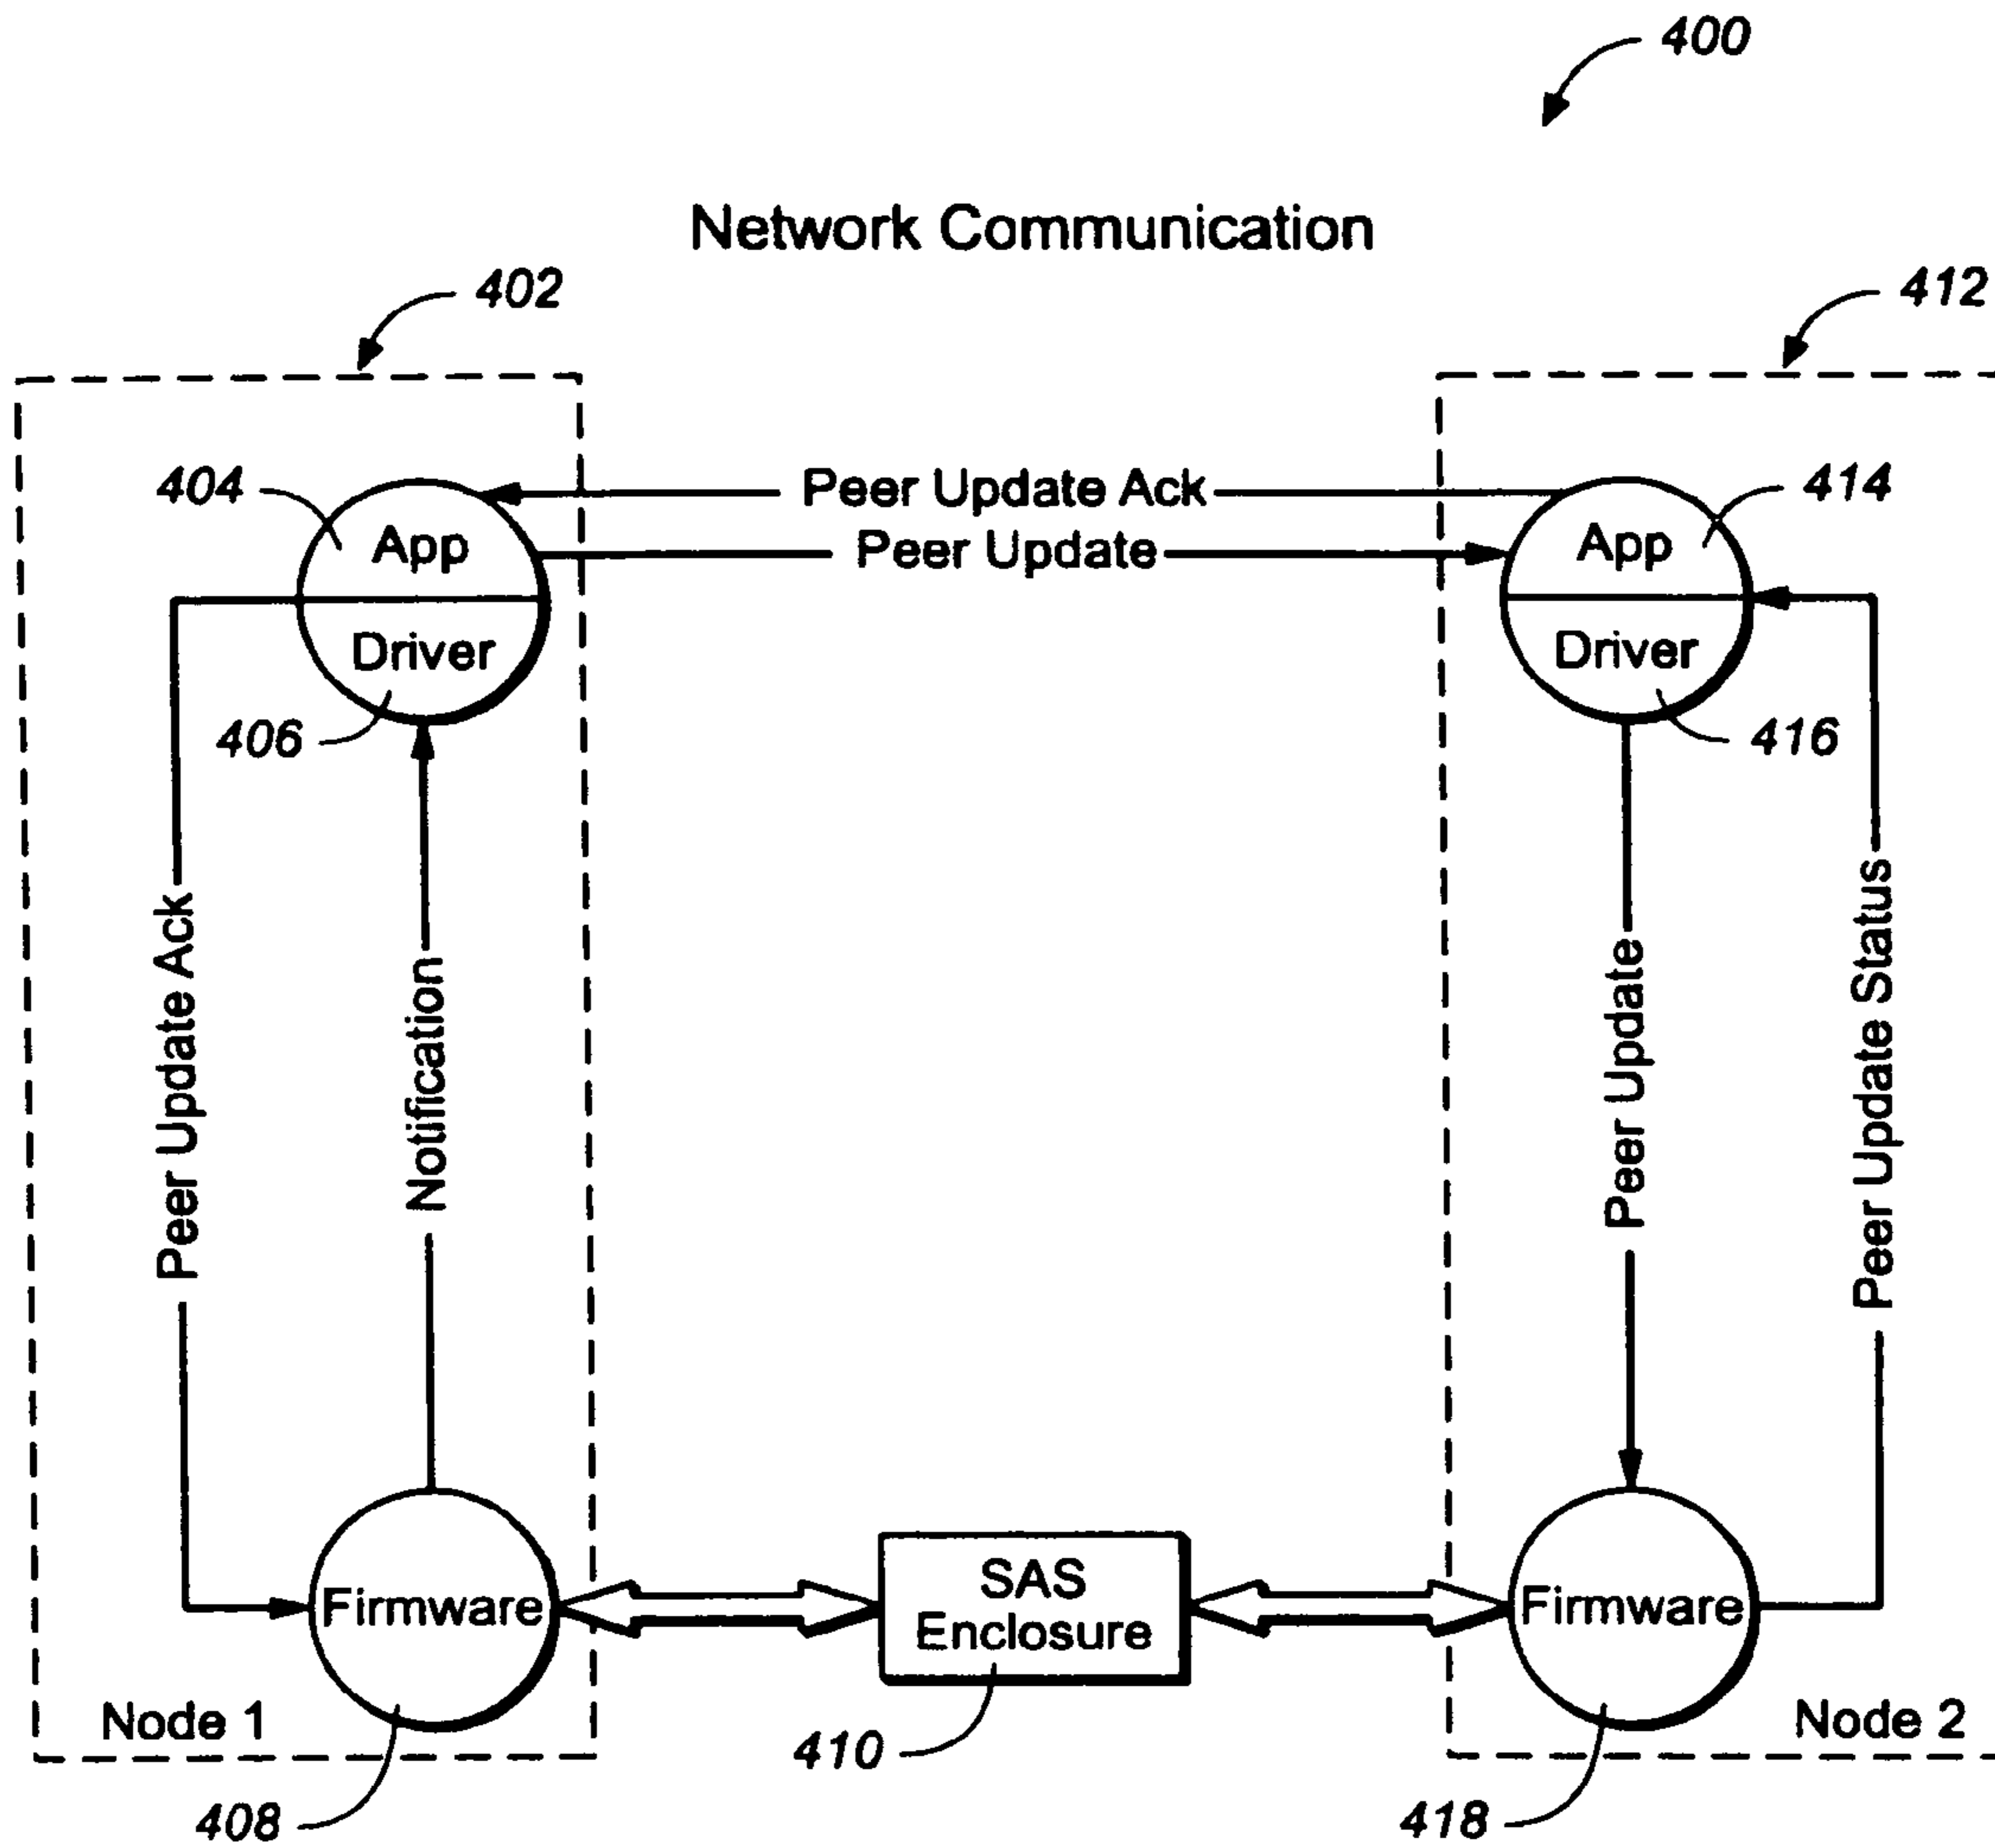 400
Network Communication
402
412
404
Peer Update Ack
414
App
Peer Update
App
Driver
Driver
406
416
Peer Update Ack
Notification
Peer Update
Peer Update Status
Firmware
SAS
Enclosure
Firmware
Node 1
410
Node 2
408
418